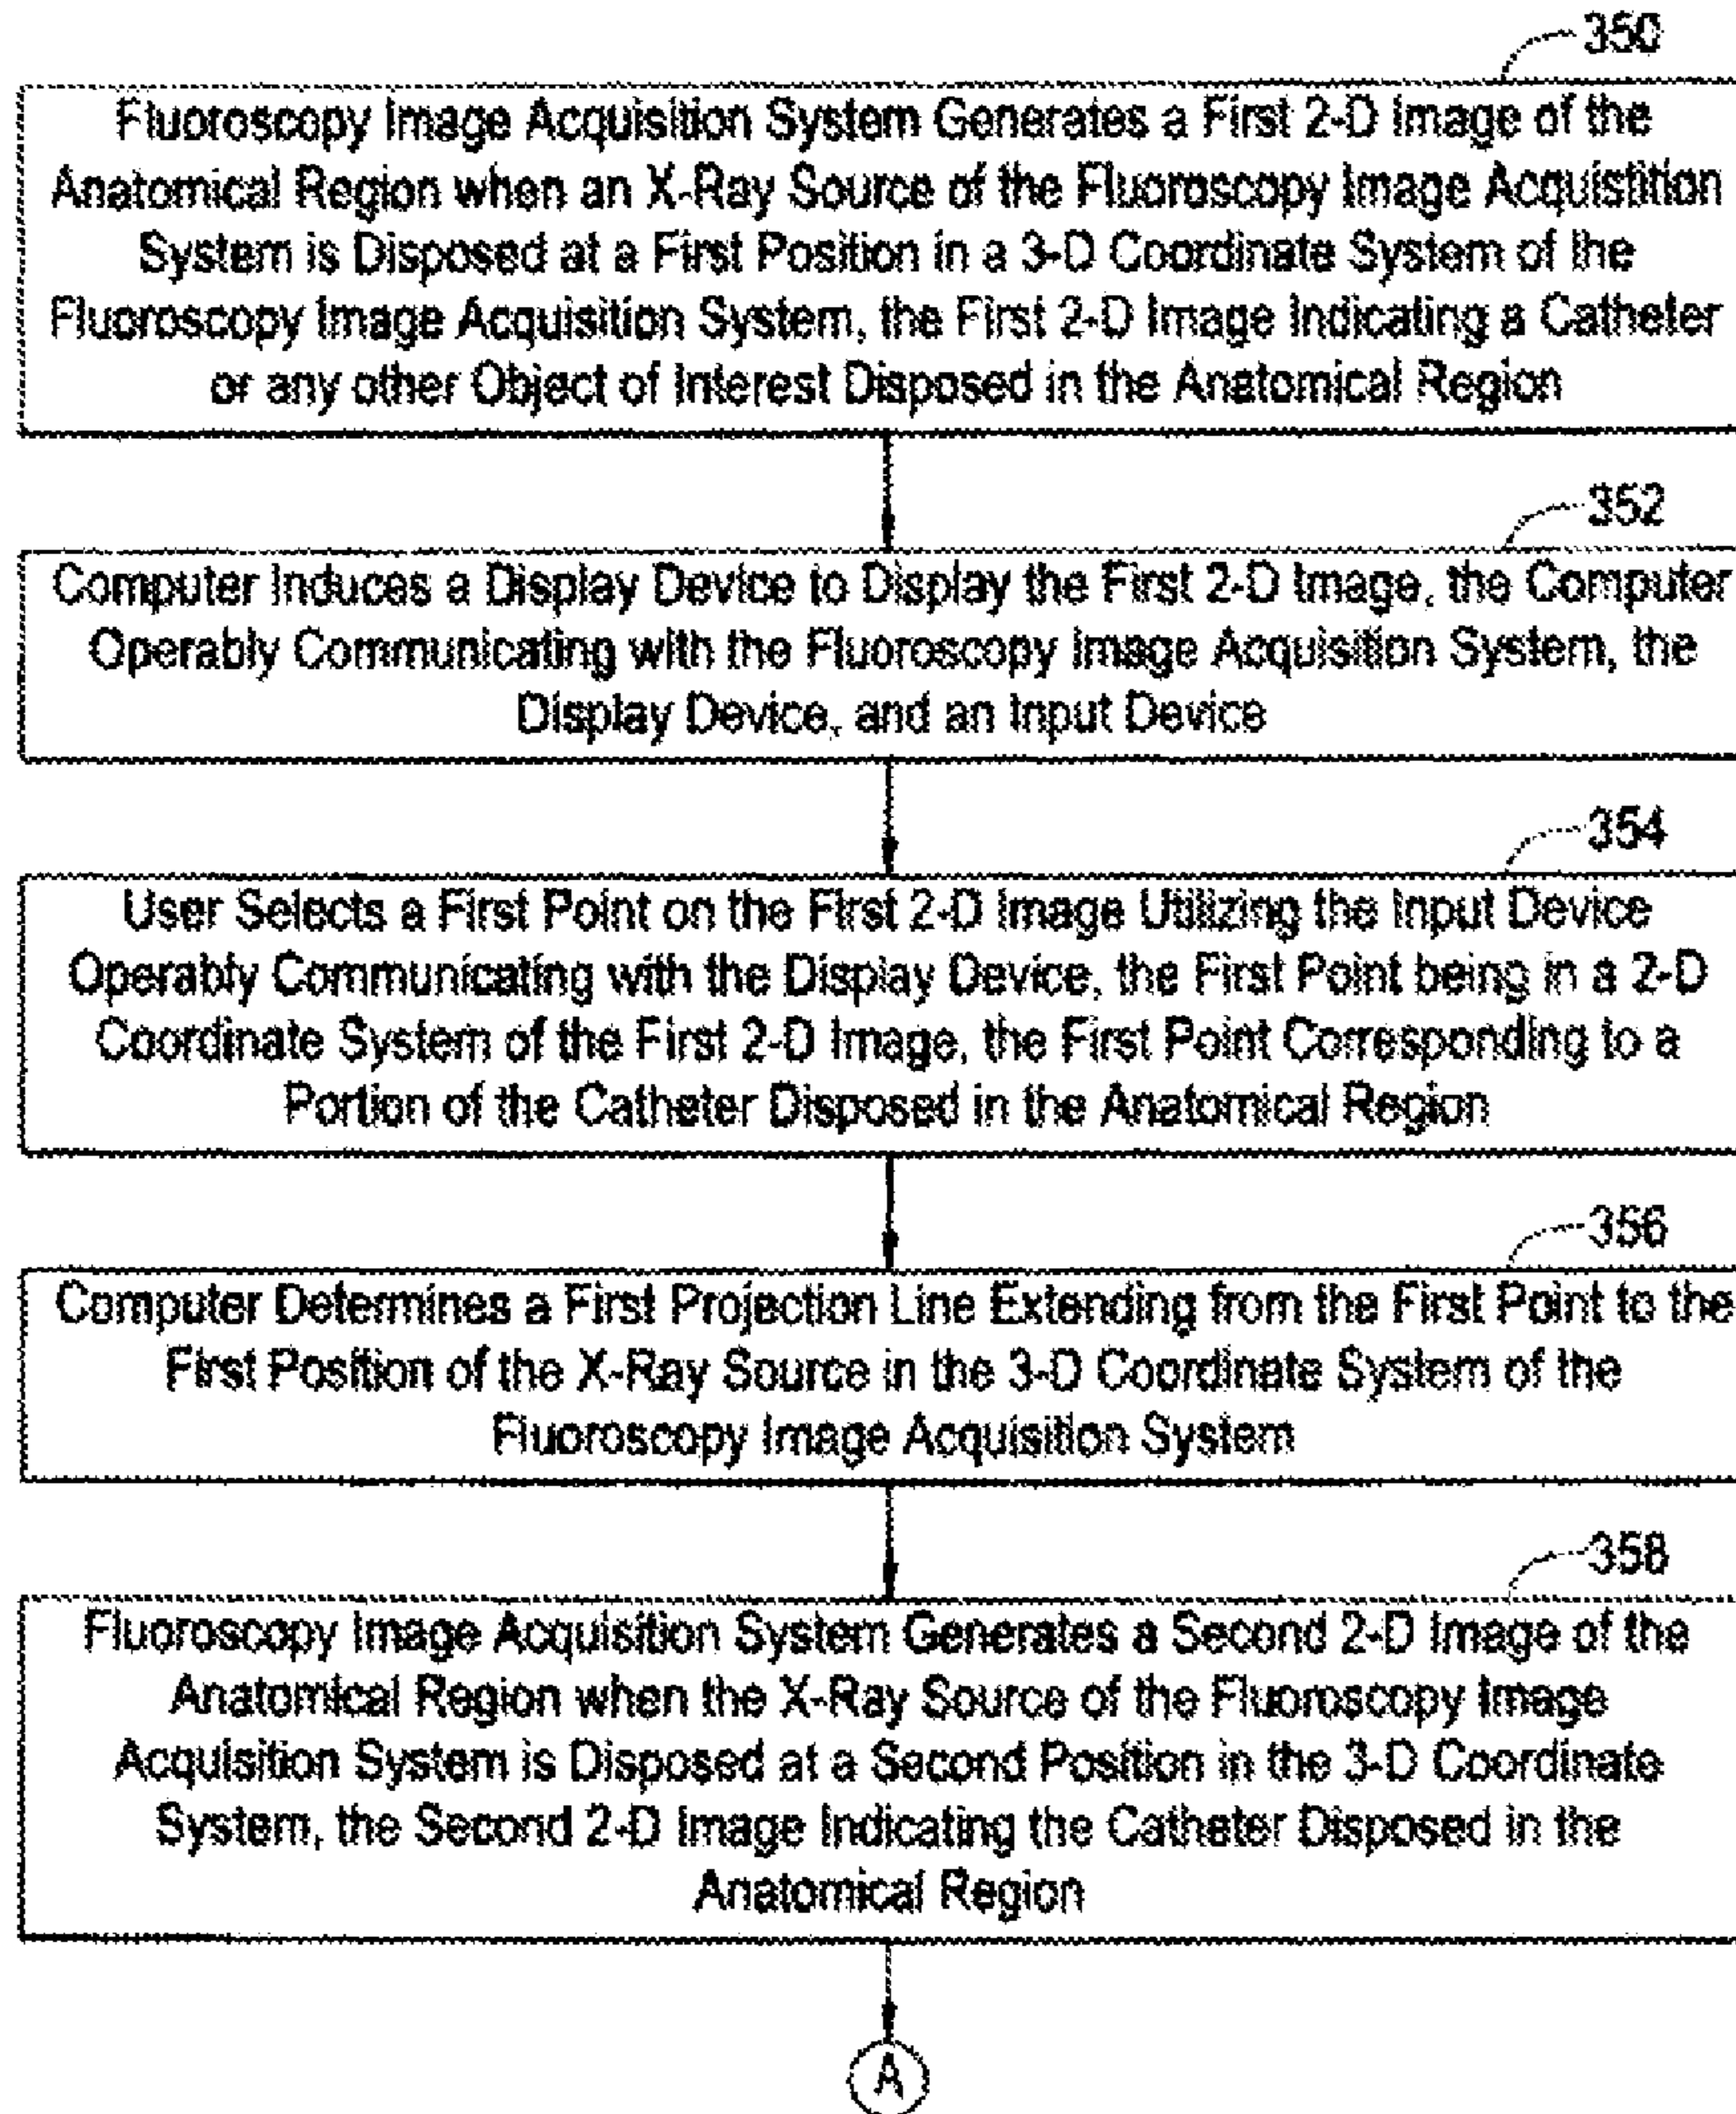 350
Fluoroscopy Image Acquisition System Generates a First 2-D Image of the
Anatomical Region when an X-Ray Source of the Fluoroscopy Image Acquistition
System is Disposed at a First Position in a 3-D Coordinate System of the
Fluoroscopy Image Acquisition System, the First 2-D Image Indicating a Catheter
or any other Object of Interest Disposed in the Anatomical Region
352
Computer Induces a Display Device to Display the First 2-D Image, the Computer
Operably Communicating with the Fluoroscopy Image Acquisition System, the
Display Device, and an Input Device
354
User Selects a First Point on the First 2-D Image Utilizing the Input Device
Operably Communicating with the Display Device, the First Point being in a 2-D
Coordinate System of the First 2-D Image, the First Point Corresponding to a
Portion of the Catheter Disposed in the Anatomical Region
356
Computer Determines a First Projection Line Extending from the First Point to the
First Position of the X-Ray Source in the 3-D Coordinate System of the
Fluoroscopy Image Acquisition System
358
Fluoroscopy Image Acquisition System Generates a Second 2-D Image of the
Anatomical Region when the X-Ray Source of the Fluoroscopy Image
Acquisition System is Disposed at a Second Position in the 3-D Coordinate
System, the Second 2-D Image Indicating the Catheter Disposed in the
Anatomical Region
A